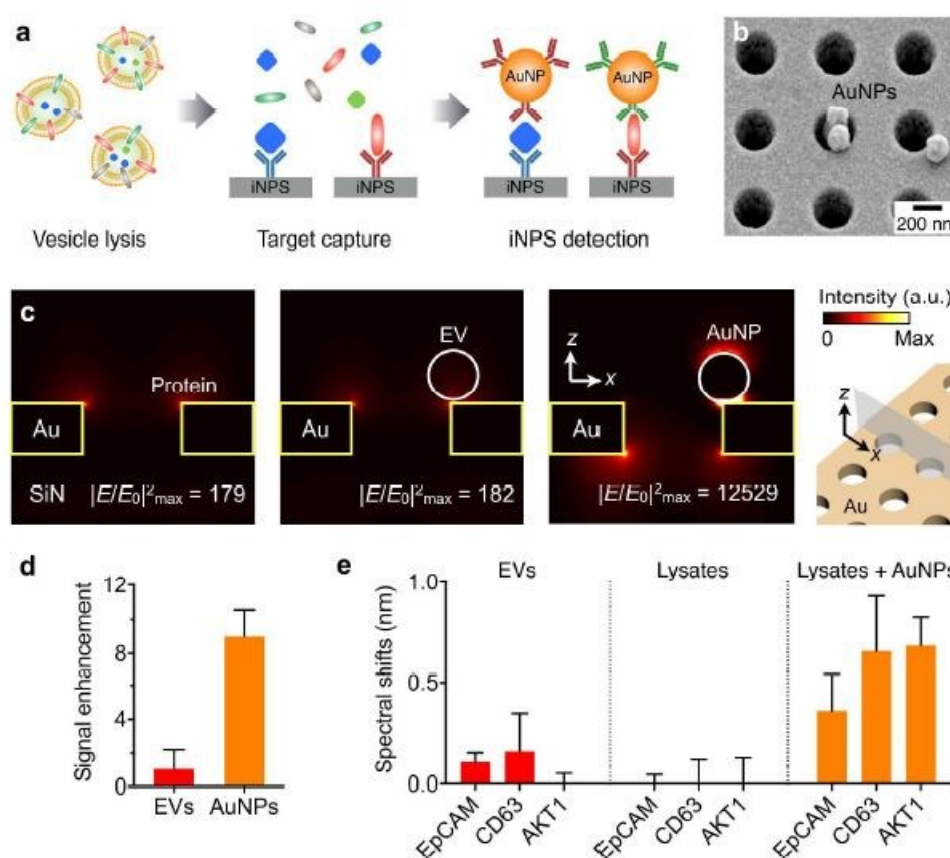 a
AuNP
AuNP
iNPS
iNPS
iNPS
iNPS
Vesicle lysis
Target capture
iNPS detection
b
AuNPs
200 nm
c
Protein
Au
SiN
|E/E₀|²max = 179
EV
|E/E₀|²max = 182
z
x
AuNP
Au
|E/E₀|²max = 12529
Intensity (a.u.)
0 Max
z
x
Au
d
Signal enhancement
12
8
4
0
EVs AuNPs
e
EVs Lysates Lysates + AuNPs
Spectral shifts (nm)
1.0
0.5
0.0
EpCAM CD63 AKT1 EpCAM CD63 AKT1 EpCAM CD63 AKT1